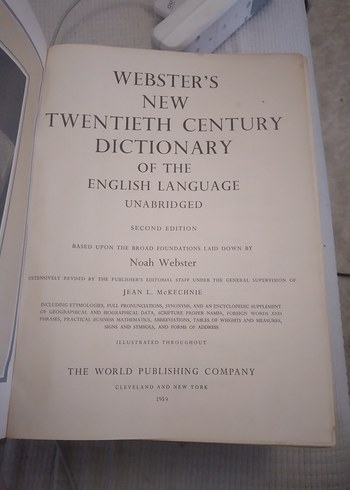 WEBSTER'S
NEW
TWENTIETH CENTURY
DICTIONARY
OF THE
ENGLISH LANGUAGE
UNABRIDGED
SECOND EDITION
BASED UPON THE BROAD FOUNDATIONS LAID DOWN BY
Noah Webster
EXTENSIVELY REVISED BY THE PUBLISHER'S EDITORIAL STAFF UNDER THE GENERAL SUPERVISION OF
JEAN L. McKECHNIE
INCLUDING ETYMOLOGIES, FULL PRONUNCIATIONS, SYNONYMS, AND AN ENCYCLOPEDIC SUPPLEMENT
OF GEOGRAPHICAL AND BIOGRAPHICAL DATA, SCRIPTURE PROPER NAMES, FOREIGN WORDS AND
PHRASES, PRACTICAL BUSINESS MATHEMATICS, ABBREVIATIONS, TABLES OF WEIGHTS AND MEASURES,
SIGNS AND SYMBOLS, AND FORMS OF ADDRESS
ILLUSTRATED THROUGHOUT
THE WORLD PUBLISHING COMPANY
CLEVELAND AND NEW YORK